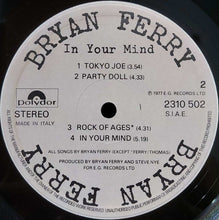 BRYAN FERRY
In Your Mind
1 TOKYO JOE (3.54)
2 PARTY DOLL (4.33)
2
polydor
℗ 1977 E.G. RECORDS LTD
STEREO
MADE IN ITALY
2310 502
S.I.A.E.
3 ROCK OF AGES* (4.31)
4 IN YOUR MIND (5.19)
ALL SONGS BY BRYAN FERRY (EXCEPT *FERRY/THOMAS)
PRODUCED BY BRYAN FERRY AND STEVE NYE
FOR E.G. RECORDS LTD
BRYAN FERRY